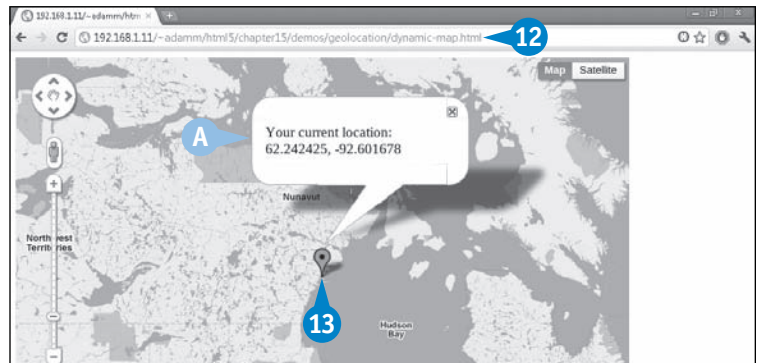 192.168.1.11/~adamm/htm
192.168.1.11/~adamm/html5/chapter15/demos/geolocation/dynamic-map.html
12
Map Satellite
A
Your current location:
62.242425, -92.601678
Nunavut
Northwest
Territories
13
Hudson
Bay